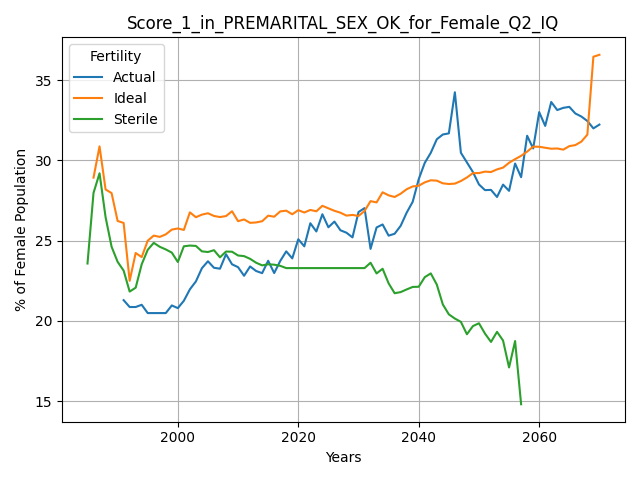 Score_1_in_PREMARITAL_SEX_OK_for_Female_Q2_IQ
Fertility
Actual
Ideal
Sterile
% of Female Population
35
30
25
20
15
2000
2020
2040
2060
Years